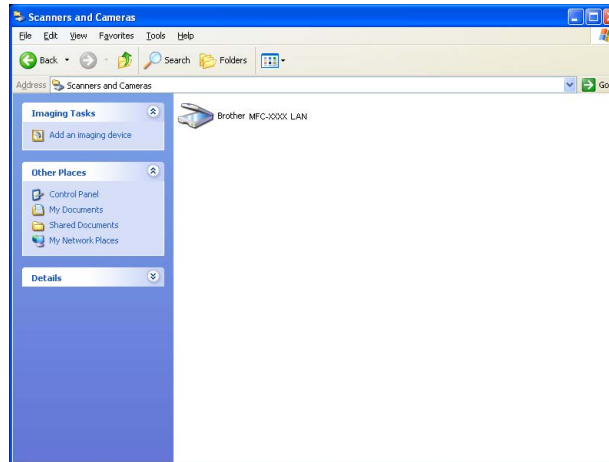 Scanners and Cameras
File Edit View Favorites Tools Help
Back Search Folders
Address Scanners and Cameras Go
Imaging Tasks
Add an imaging device
Brother MFC-XXXX LAN
Other Places
Control Panel
My Documents
Shared Documents
My Network Places
Details